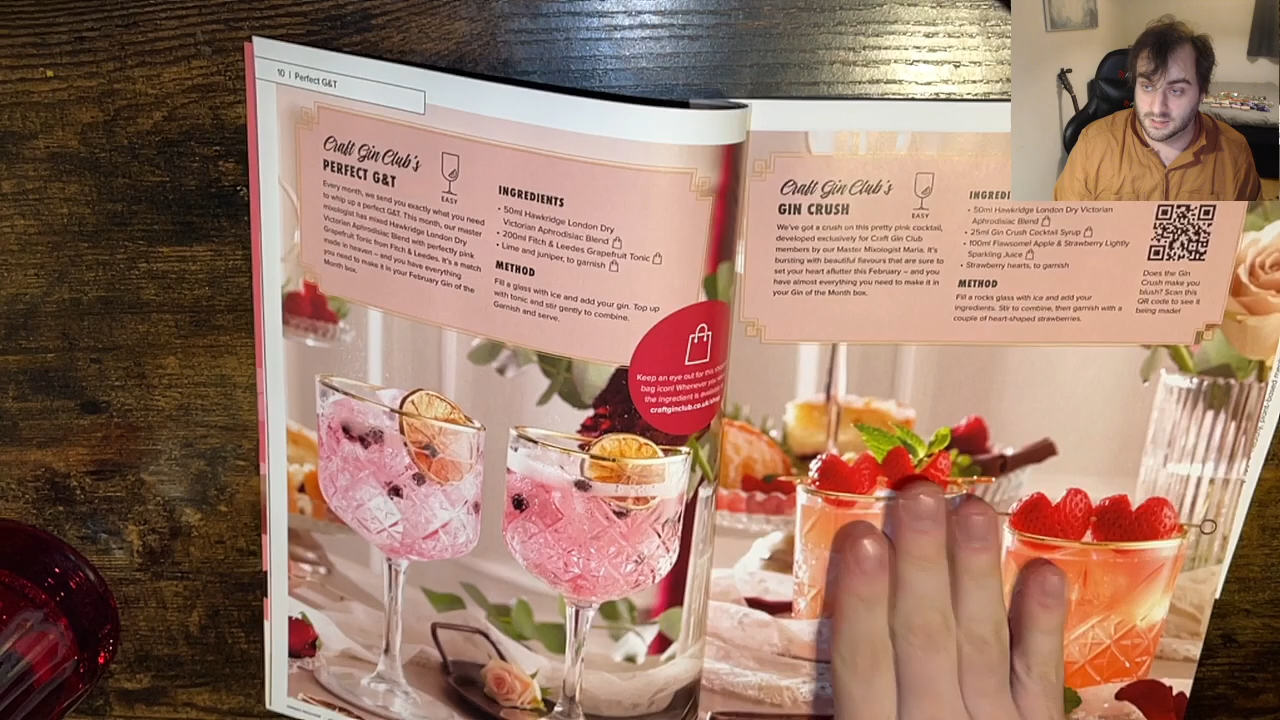 10 | Perfect G&T
Craft Gin Club's
PERFECT G&T
EASY
Every month, we send you exactly what you need
to whip up a perfect G&T. This month, our master
mixologist has mixed Hawkridge London Dry
Victorian Aphrodisiac Blend with perfectly pink
Grapefruit Tonic from Fitch & Leedes. It's a match
made in heaven – and you have everything
you need to make it in your February Gin of the
Month box.
INGREDIENTS
• 50ml Hawkridge London Dry
Victorian Aphrodisiac Blend
• 200ml Fitch & Leedes Grapefruit Tonic
• Lime and juniper, to garnish
METHOD
Fill a glass with ice and add your gin. Top up
with tonic and stir gently to combine.
Garnish and serve.
Keep an eye out for this
bag icon! Whenever you
the ingredient is
craftginclub.co.uk
Craft Gin Club's
GIN CRUSH
EASY
We've got a crush on this pretty pink cocktail,
developed exclusively for Craft Gin Club
members by our Master Mixologist Maria. It's
bursting with beautiful flavours that are sure to
set your heart aflutter this February – and you
have almost everything you need to make it in
your Gin of the Month box.
INGREDI
• 50ml Hawkridge London Dry Victorian
Aphrodisiac Blend
• 25ml Gin Crush Cocktail Syrup
• 100ml Flawsome! Apple & Strawberry Lightly
Sparkling Juice
• Strawberry hearts, to garnish
METHOD
Fill a rocks glass with ice and add your
ingredients. Stir to combine, then garnish with a
couple of heart-shaped strawberries.
Does the Gin
Crush make you
blush? Scan this
QR code to see it
being made!